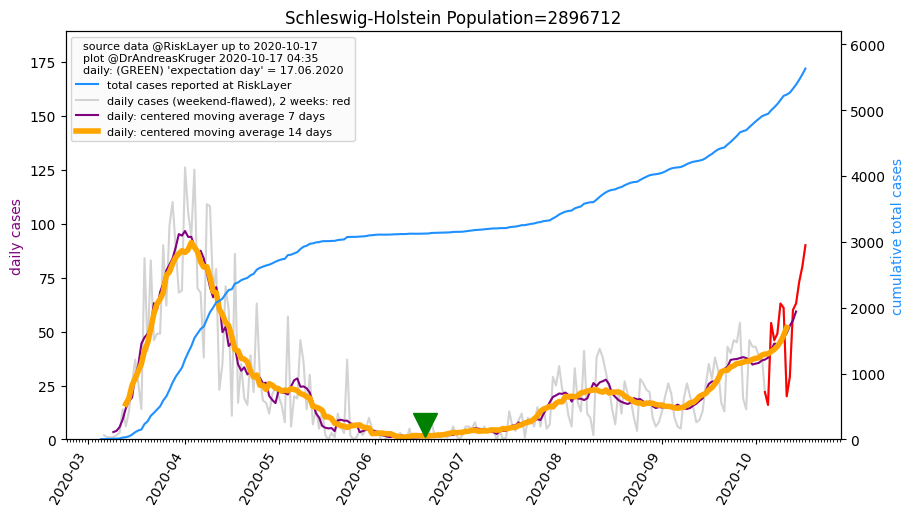 Schleswig-Holstein Population=2896712
source data @RiskLayer up to 2020-10-17
plot @DrAndreasKruger 2020-10-17 04:35
daily: (GREEN) 'expectation day' = 17.06.2020
total cases reported at RiskLayer
daily cases (weekend-flawed), 2 weeks: red
daily: centered moving average 7 days
daily: centered moving average 14 days
daily cases
175
150
125
100
75
50
25
0
6000
5000
4000
3000
2000
1000
0
cumulative total cases
2020-03
2020-04
2020-05
2020-06
2020-07
2020-08
2020-09
2020-10